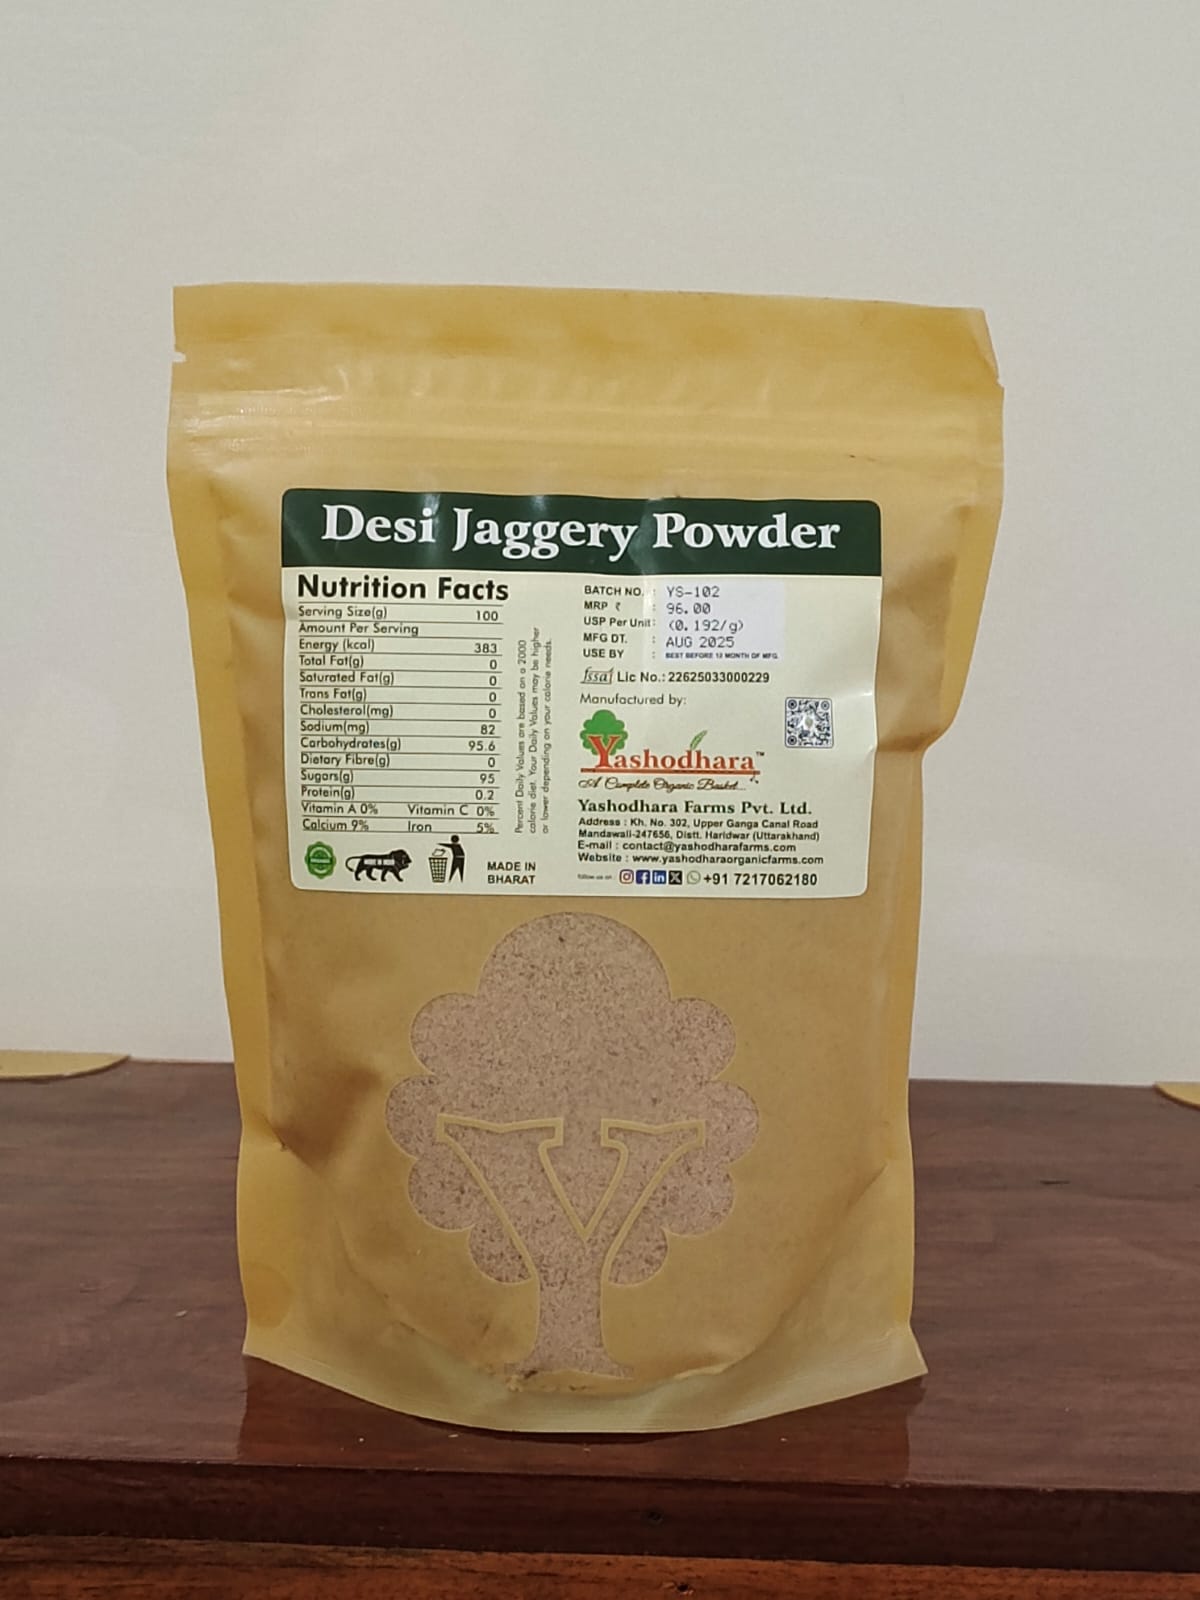 Desi Jaggery Powder
Nutrition Facts
Serving Size(g) 100
Amount Per Serving
Energy (kcal) 383
Total Fat(g) 0
Saturated Fat(g) 0
Trans Fat(g) 0
Cholesterol(mg) 0
Sodium(mg) 82
Carbohydrates(g) 95.6
Dietary Fibre(g) 0
Sugars(g) 95
Protein(g) 0.2
Vitamin A 0% Vitamin C 0%
Calcium 9% Iron 5%
Percent Daily Values are based on a 2000
calorie diet. Your Daily Values may be higher
or lower depending on your calorie needs.
MADE IN
BHARAT
BATCH NO. : YS-102
MRP ₹ : 96.00
USP Per Unit: (0.192/g)
MFG DT. : AUG 2025
USE BY : BEST BEFORE 12 MONTH OF MFG.
fssai Lic No.: 22625033000229
Manufactured by:
Yashodhara™
A Complete Organic Basket...
Yashodhara Farms Pvt. Ltd.
Address : Kh. No. 302, Upper Ganga Canal Road
Mandawali-247656, Distt. Haridwar (Uttarakhand)
E-mail : contact@yashodharafarms.com
Website : www.yashodharaorganicfarms.com
follow us on : +91 7217062180
Y